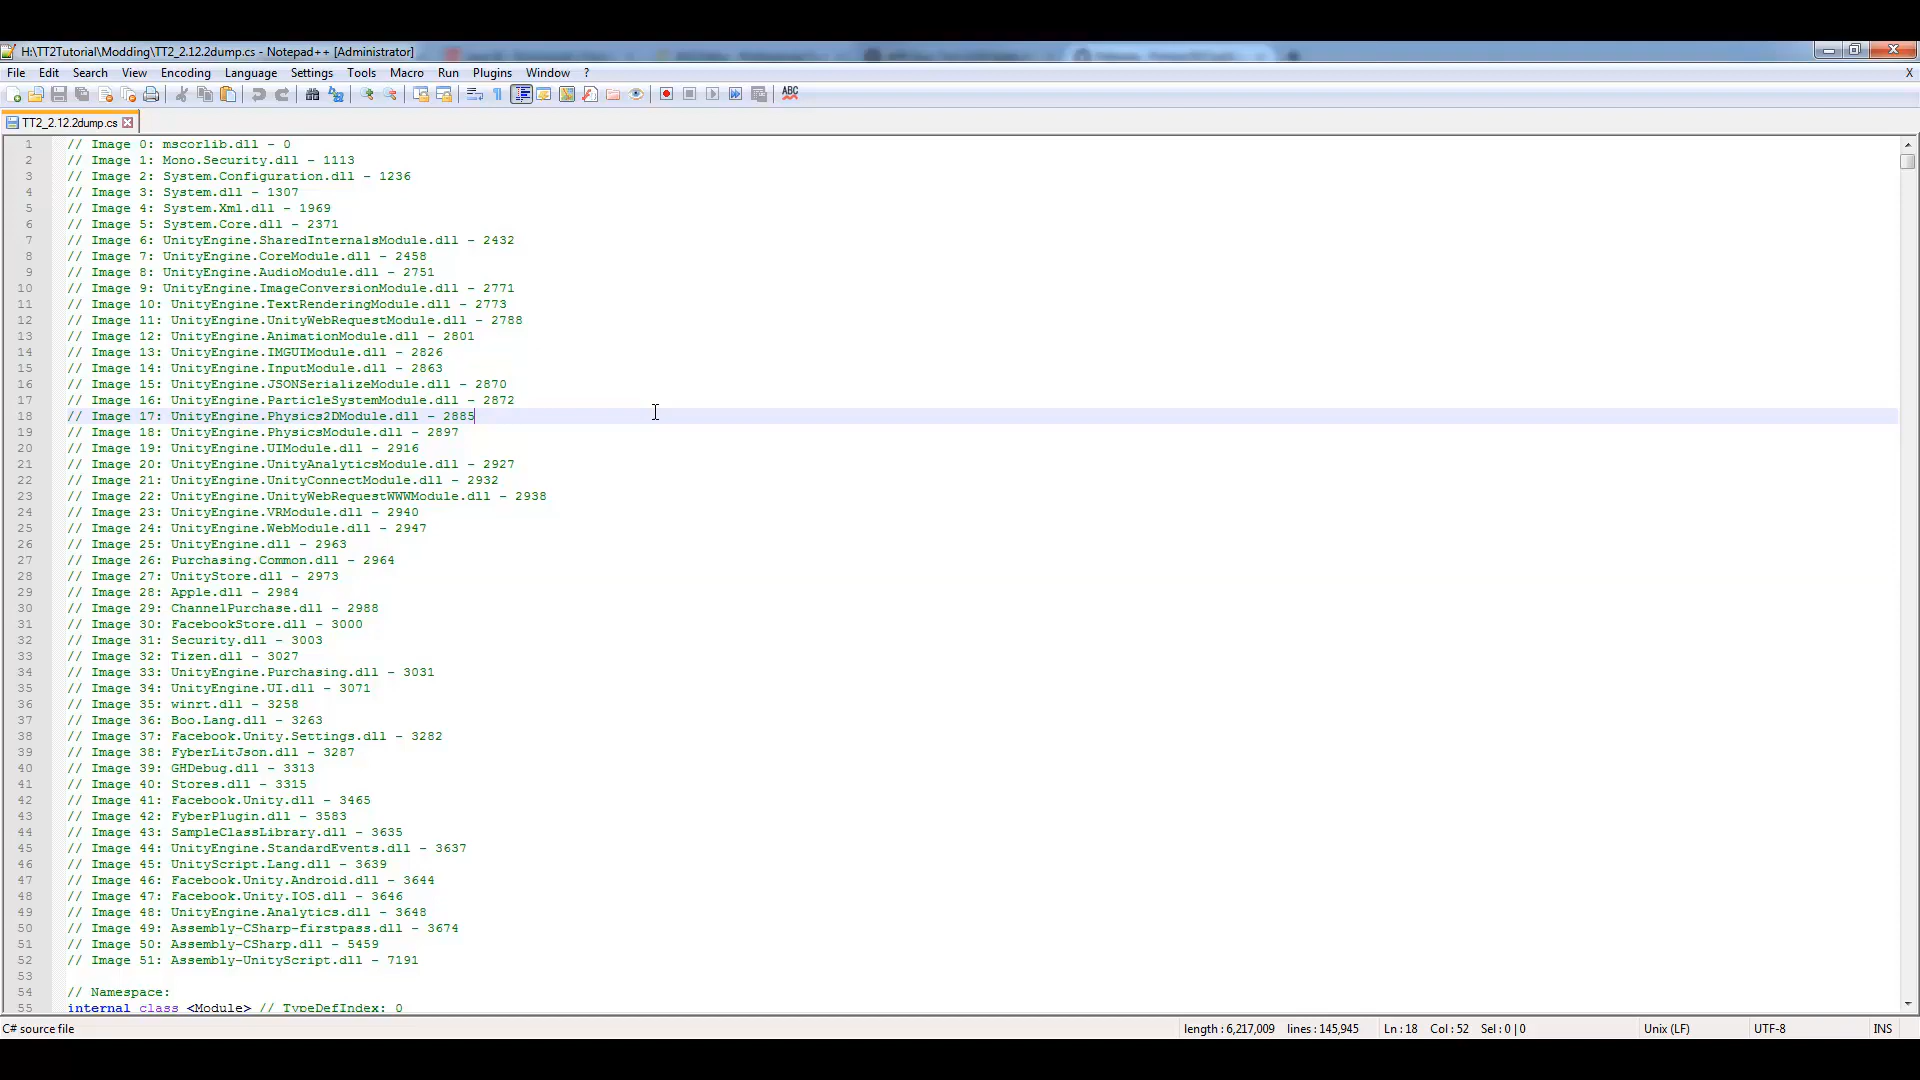 H:\TT2Tutorial\Modding\TT2_2.12.2dump.cs - Notepad++ [Administrator]
File Edit Search View Encoding Language Settings Tools Macro Run Plugins Window ? X
ABC
TT2_2.12.2dump.cs
1 // Image 0: mscorlib.dll - 0
2 // Image 1: Mono.Security.dll - 1113
3 // Image 2: System.Configuration.dll - 1236
4 // Image 3: System.dll - 1307
5 // Image 4: System.Xml.dll - 1969
6 // Image 5: System.Core.dll - 2371
7 // Image 6: UnityEngine.SharedInternalsModule.dll - 2432
8 // Image 7: UnityEngine.CoreModule.dll - 2458
9 // Image 8: UnityEngine.AudioModule.dll - 2751
10 // Image 9: UnityEngine.ImageConversionModule.dll - 2771
11 // Image 10: UnityEngine.TextRenderingModule.dll - 2773
12 // Image 11: UnityEngine.UnityWebRequestModule.dll - 2788
13 // Image 12: UnityEngine.AnimationModule.dll - 2801
14 // Image 13: UnityEngine.IMGUIModule.dll - 2826
15 // Image 14: UnityEngine.InputModule.dll - 2863
16 // Image 15: UnityEngine.JSONSerializeModule.dll - 2870
17 // Image 16: UnityEngine.ParticleSystemModule.dll - 2872
18 // Image 17: UnityEngine.Physics2DModule.dll - 2885
19 // Image 18: UnityEngine.PhysicsModule.dll - 2897
20 // Image 19: UnityEngine.UIModule.dll - 2916
21 // Image 20: UnityEngine.UnityAnalyticsModule.dll - 2927
22 // Image 21: UnityEngine.UnityConnectModule.dll - 2932
23 // Image 22: UnityEngine.UnityWebRequestWWWModule.dll - 2938
24 // Image 23: UnityEngine.VRModule.dll - 2940
25 // Image 24: UnityEngine.WebModule.dll - 2947
26 // Image 25: UnityEngine.dll - 2963
27 // Image 26: Purchasing.Common.dll - 2964
28 // Image 27: UnityStore.dll - 2973
29 // Image 28: Apple.dll - 2984
30 // Image 29: ChannelPurchase.dll - 2988
31 // Image 30: FacebookStore.dll - 3000
32 // Image 31: Security.dll - 3003
33 // Image 32: Tizen.dll - 3027
34 // Image 33: UnityEngine.Purchasing.dll - 3031
35 // Image 34: UnityEngine.UI.dll - 3071
36 // Image 35: winrt.dll - 3258
37 // Image 36: Boo.Lang.dll - 3263
38 // Image 37: Facebook.Unity.Settings.dll - 3282
39 // Image 38: FyberLitJson.dll - 3287
40 // Image 39: GHDebug.dll - 3313
41 // Image 40: Stores.dll - 3315
42 // Image 41: Facebook.Unity.dll - 3465
43 // Image 42: FyberPlugin.dll - 3583
44 // Image 43: SampleClassLibrary.dll - 3635
45 // Image 44: UnityEngine.StandardEvents.dll - 3637
46 // Image 45: UnityScript.Lang.dll - 3639
47 // Image 46: Facebook.Unity.Android.dll - 3644
48 // Image 47: Facebook.Unity.IOS.dll - 3646
49 // Image 48: UnityEngine.Analytics.dll - 3648
50 // Image 49: Assembly-CSharp-firstpass.dll - 3674
51 // Image 50: Assembly-CSharp.dll - 5459
52 // Image 51: Assembly-UnityScript.dll - 7191
53
54 // Namespace:
55 internal class <Module> // TypeDefIndex: 0
C# source file length : 6,217,009 lines : 145,945 Ln : 18 Col : 52 Sel : 0 | 0 Unix (LF) UTF-8 INS